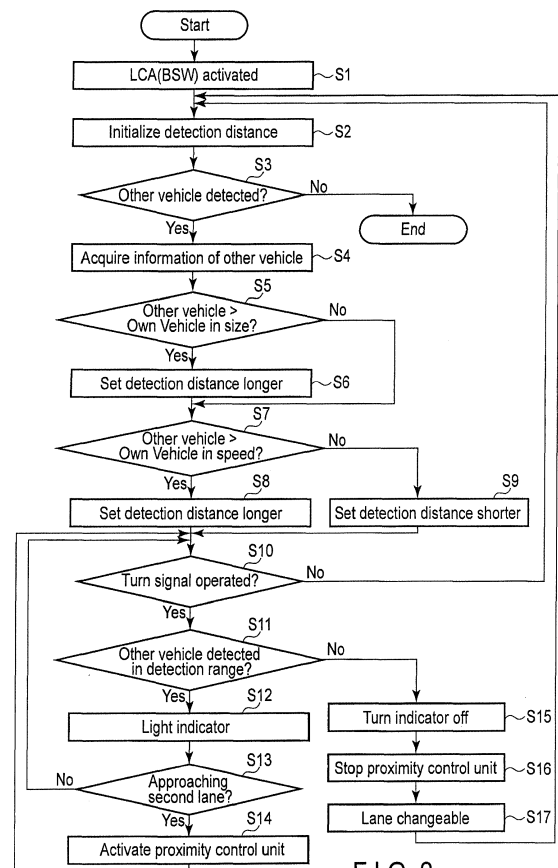 Start
LCA(BSW) activated
S1
Initialize detection distance
S2
S3
Other vehicle detected?
No
Yes
End
Acquire information of other vehicle
S4
S5
Other vehicle >
Own Vehicle in size?
No
Yes
Set detection distance longer
S6
S7
Other vehicle >
Own Vehicle in speed?
No
Yes
S8
Set detection distance longer
S9
Set detection distance shorter
S10
Turn signal operated?
No
Yes
S11
Other vehicle detected
in detection range?
No
Yes
S12
Light indicator
Turn indicator off
S15
S13
Approaching
second lane?
No
Yes
Stop proximity control unit
S16
S14
Activate proximity control unit
Lane changeable
S17